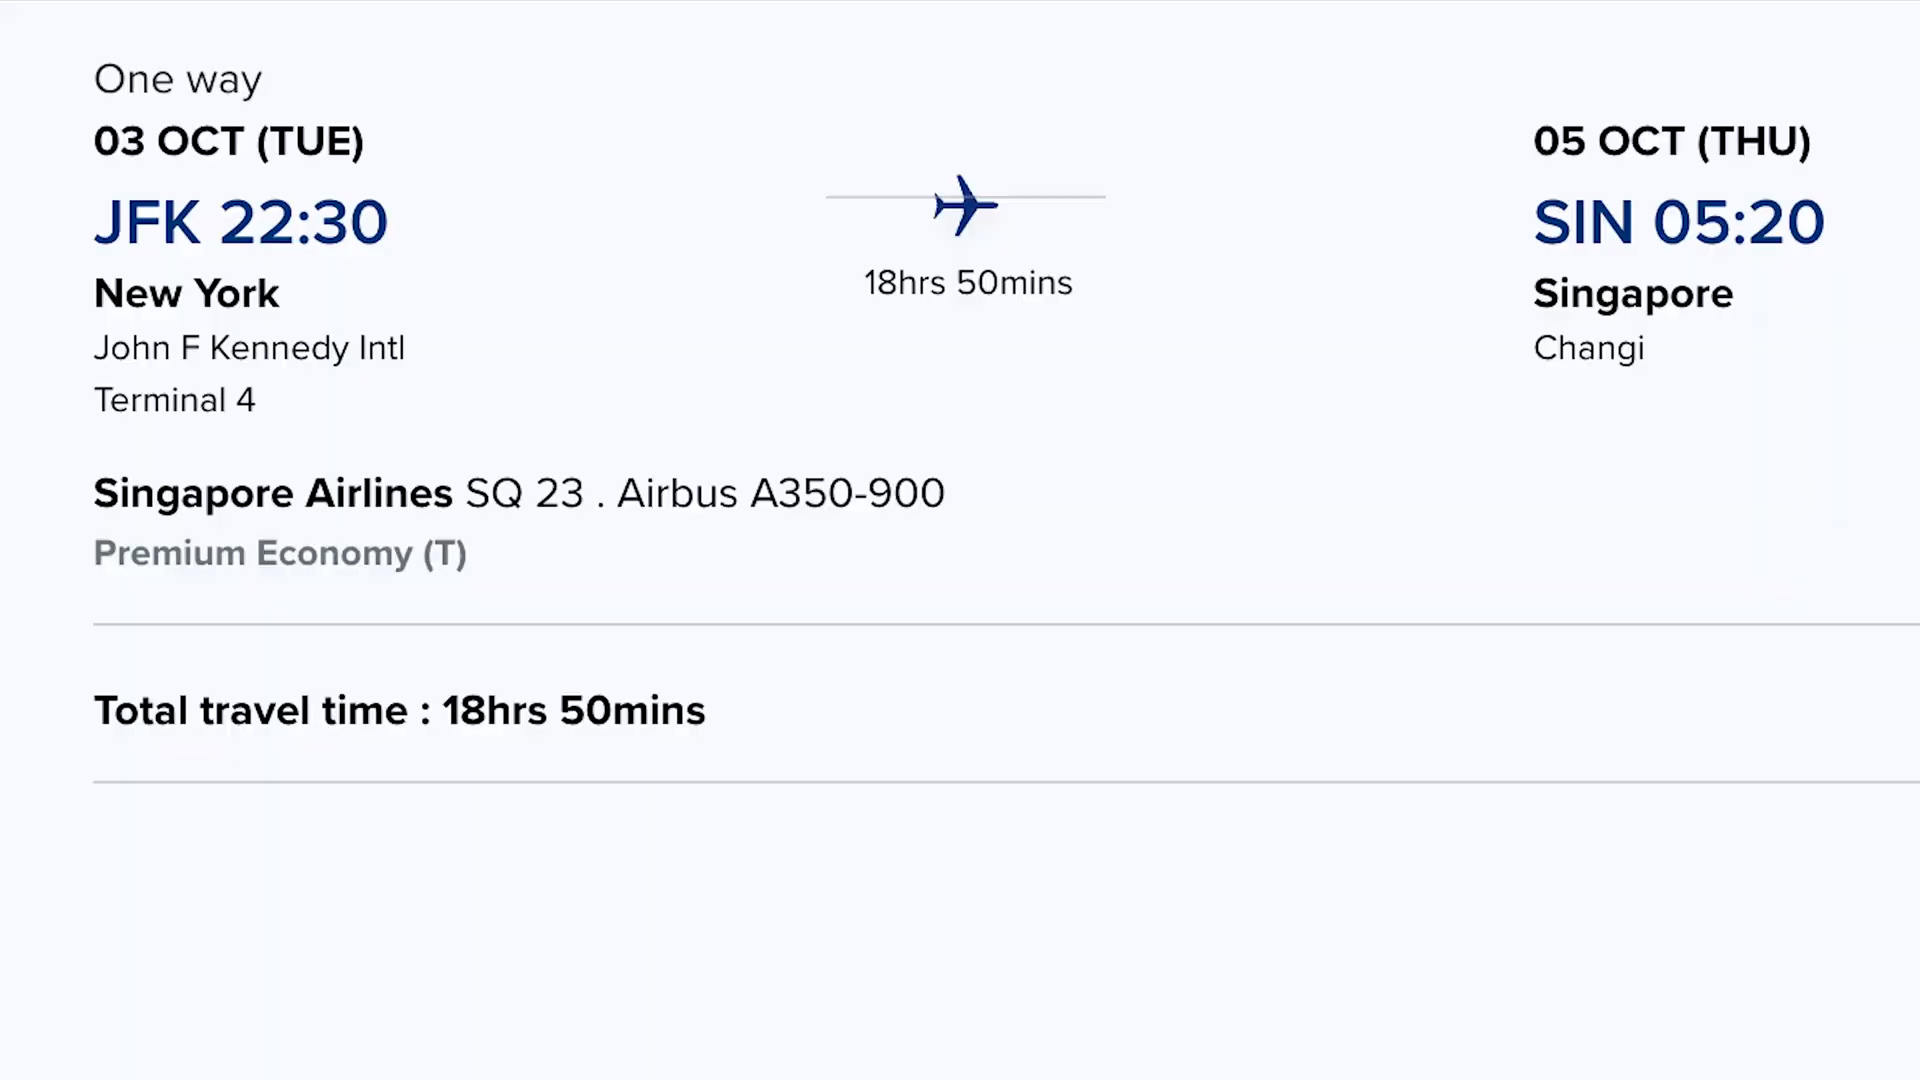 One way
03 OCT (TUE)
JFK 22:30
New York
John F Kennedy Intl
Terminal 4
18hrs 50mins
05 OCT (THU)
SIN 05:20
Singapore
Changi
Singapore Airlines SQ 23 . Airbus A350-900
Premium Economy (T)
Total travel time : 18hrs 50mins